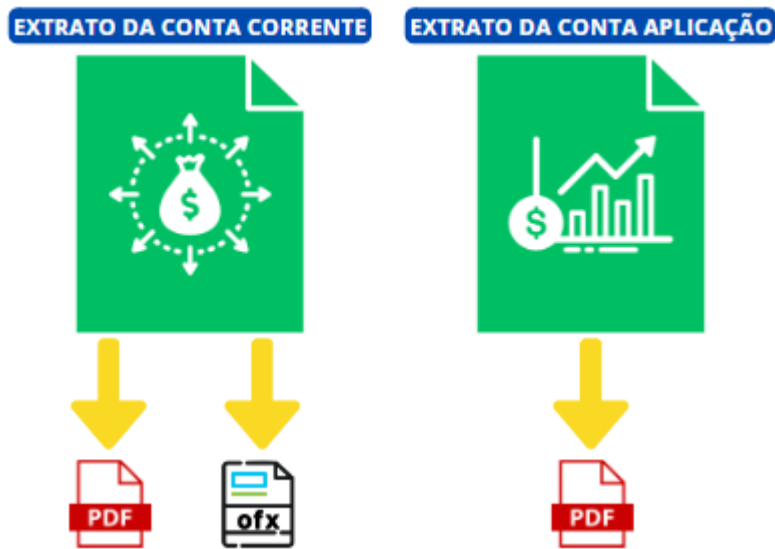 EXTRATO DA CONTA CORRENTE
EXTRATO DA CONTA APLICAÇÃO
$
$
PDF
ofx
PDF